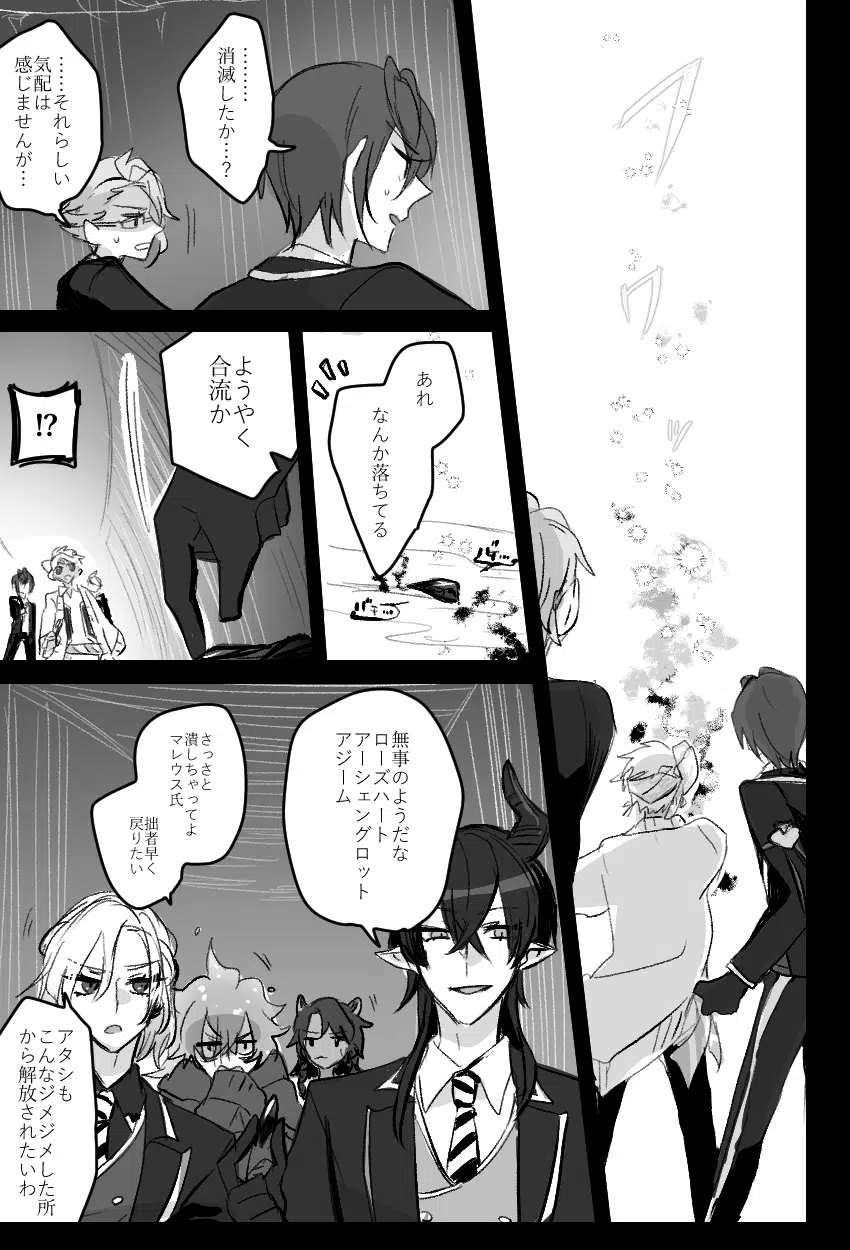 フ
ワ
ッ
………
消滅したか…?
……それらしい
気配は
感じませんが…
あれ
なんか落ちてる
ようやく
合流か
!?
無事のようだな
ローズハート
アーシェングロット
アジーム
さっさと
潰しちゃってよ
マレウス氏
拙者早く
戻りたい
アタシも
こんなジメジメした所
から解放されたいわ